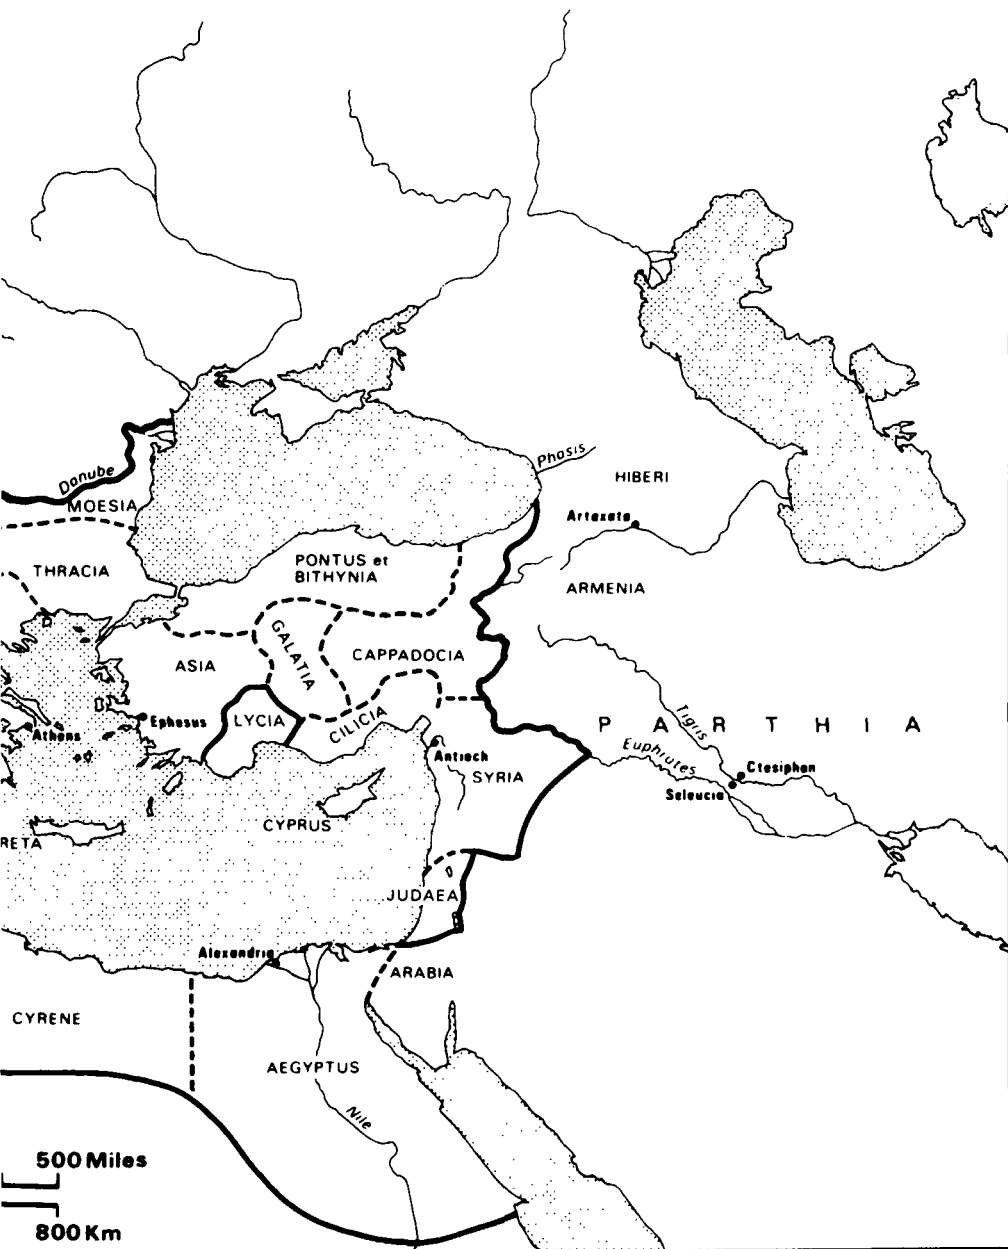 Phasis
HIBERI
Danube
MOESIA
Artaxata
THRACIA
PONTUS et
BITHYNIA
ARMENIA
GALATIA
ASIA
CAPPADOCIA
Ephesus
LYCIA
CILICIA
PARTHIA
Tigris
Athens
Euphrates
Antioch
SYRIA
Ctesiphon
Seleucia
CYPRUS
RETA
JUDAEA
Alexandria
ARABIA
CYRENE
AEGYPTUS
Nile
500 Miles
800 Km